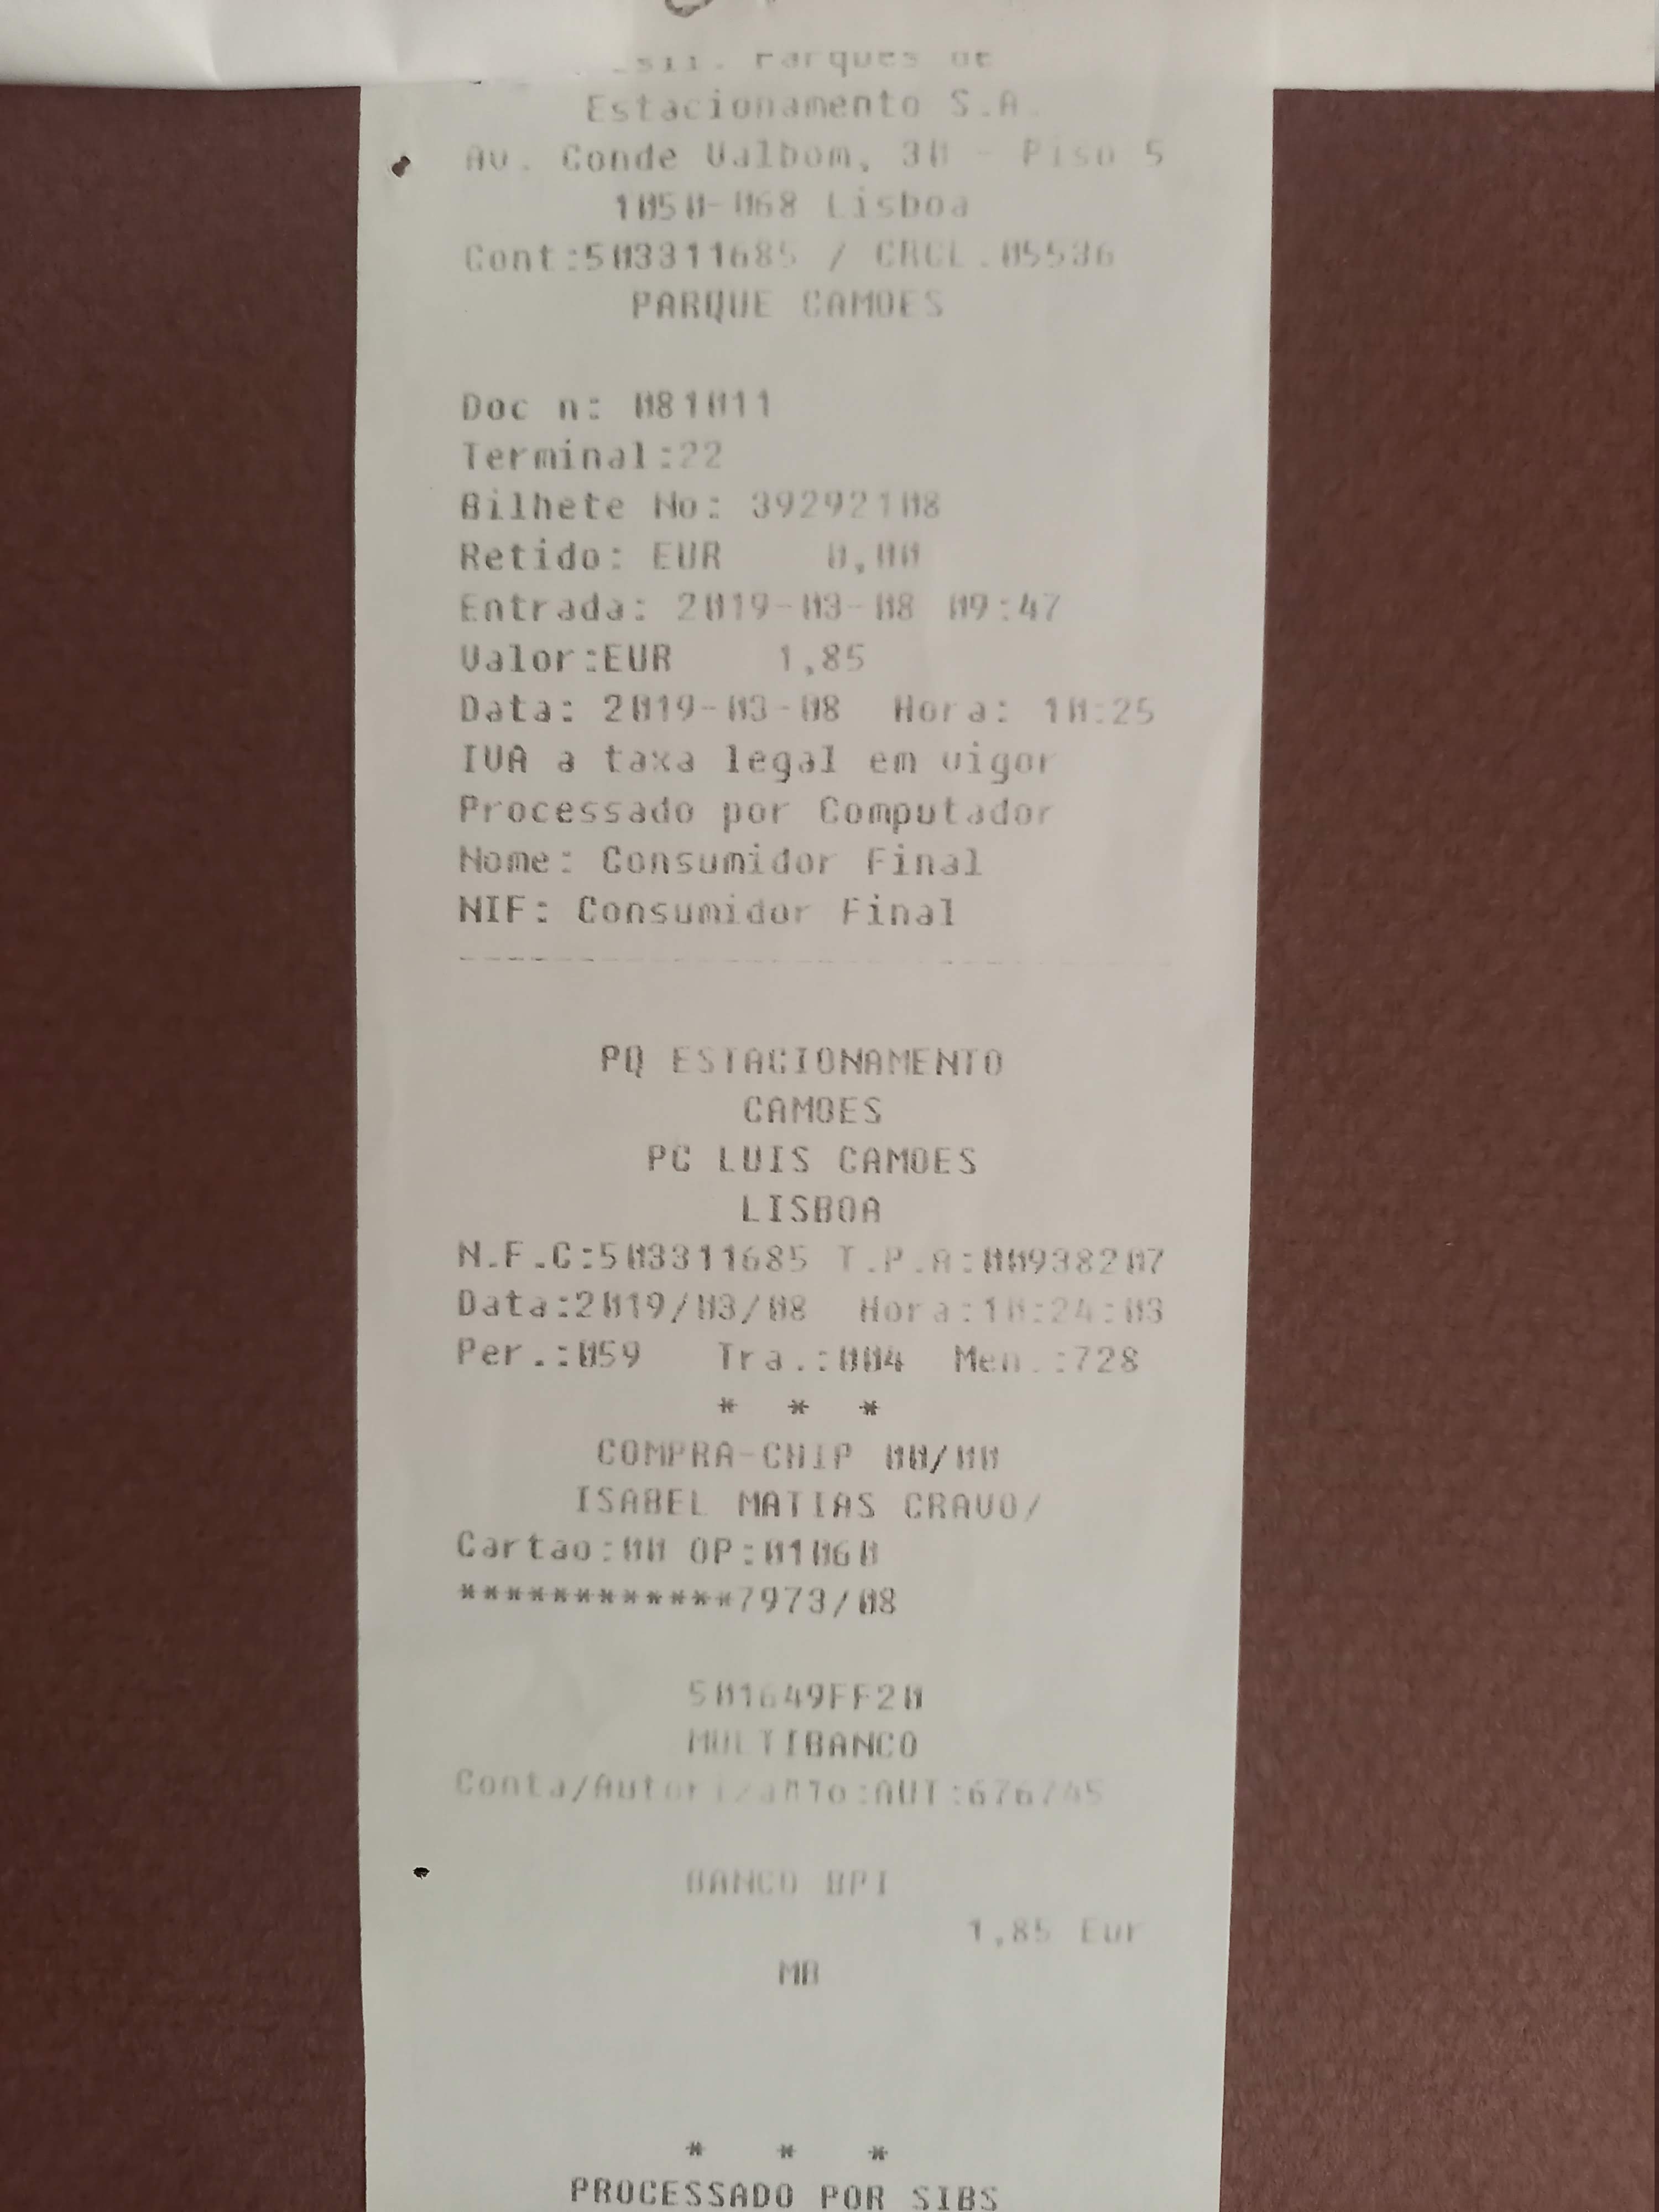 Parques de
Estacionamento S.A.
Av. Conde Valbom, 30 - Piso 5
1050-068 Lisboa
Cont:503311685 / CRCL.05536
PARQUE CAMOES
Doc n: 081011
Terminal:22
Bilhete No: 39292108
Retido: EUR 0,00
Entrada: 2019-03-08 09:47
Valor:EUR 1,85
Data: 2019-03-08 Hora: 10:25
IVA a taxa legal em vigor
Processado por Computador
Nome: Consumidor Final
NIF: Consumidor Final
--------------------------------
PQ ESTACIONAMENTO
CAMOES
PC LUIS CAMOES
LISBOA
N.F.C:503311685 T.P.A:00938207
Data:2019/03/08 Hora:10:24:03
Per.:059 Tra.:004 Men.:728
* * *
COMPRA-CHIP 00/00
ISABEL MATIAS CRAVO/
Cartao:00 OP:01060
************7973/08
501649FF20
MULTIBANCO
AUT:676745
BANCO BPI
1,85 Eur
MB
* * *
PROCESSADO POR SIBS